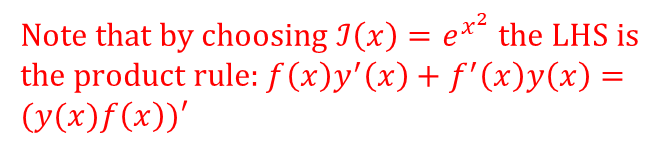 Note that by choosing ℐ(x) = e^{x^2} the LHS is
the product rule: f(x)y′(x) + f′(x)y(x) =
(y(x)f(x))′